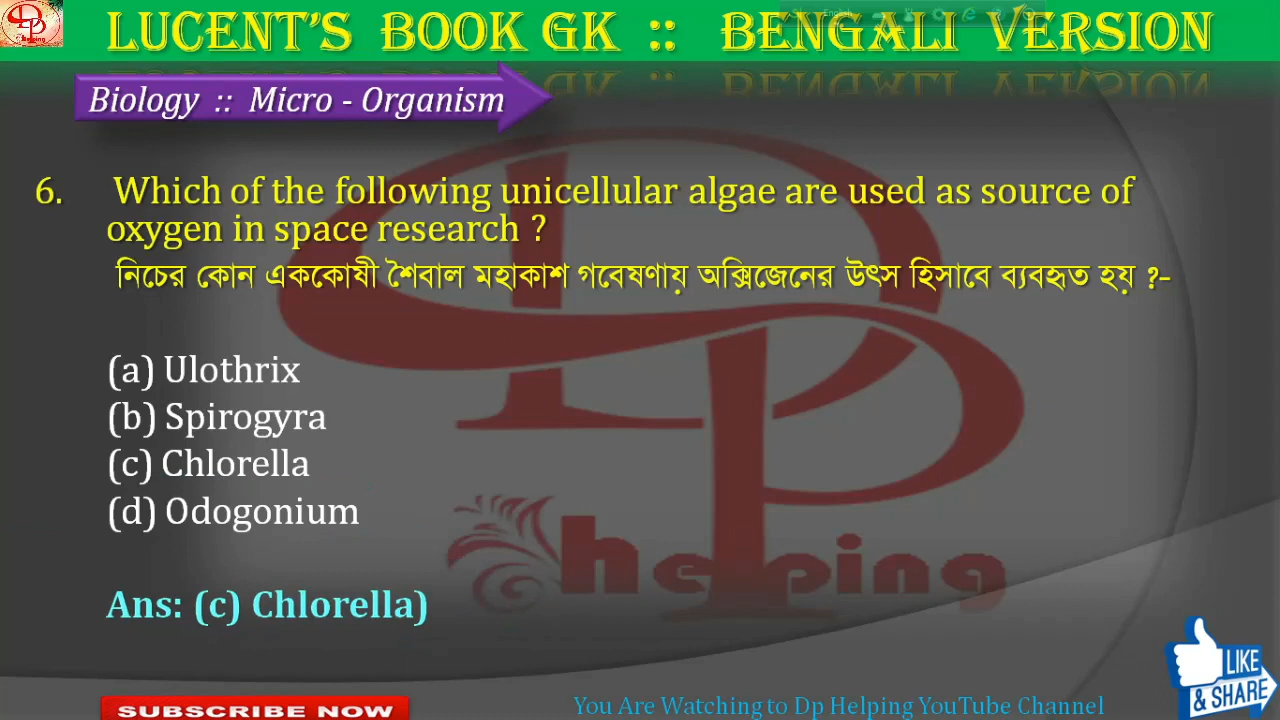 LUCENT'S BOOK GK :: BENGALI VERSION
Biology :: Micro - Organism
6. Which of the following unicellular algae are used as source of
oxygen in space research ?
নিচের কোন এককোষী শৈবাল মহাকাশ গবেষণায় অক্সিজেনের উৎস হিসাবে ব্যবহৃত হয় ?-
(a) Ulothrix
(b) Spirogyra
(c) Chlorella
(d) Odogonium
Ans: (c) Chlorella)
DP
helping
LIKE
& SHARE
SUBSCRIBE NOW
You Are Watching to Dp Helping YouTube Channel